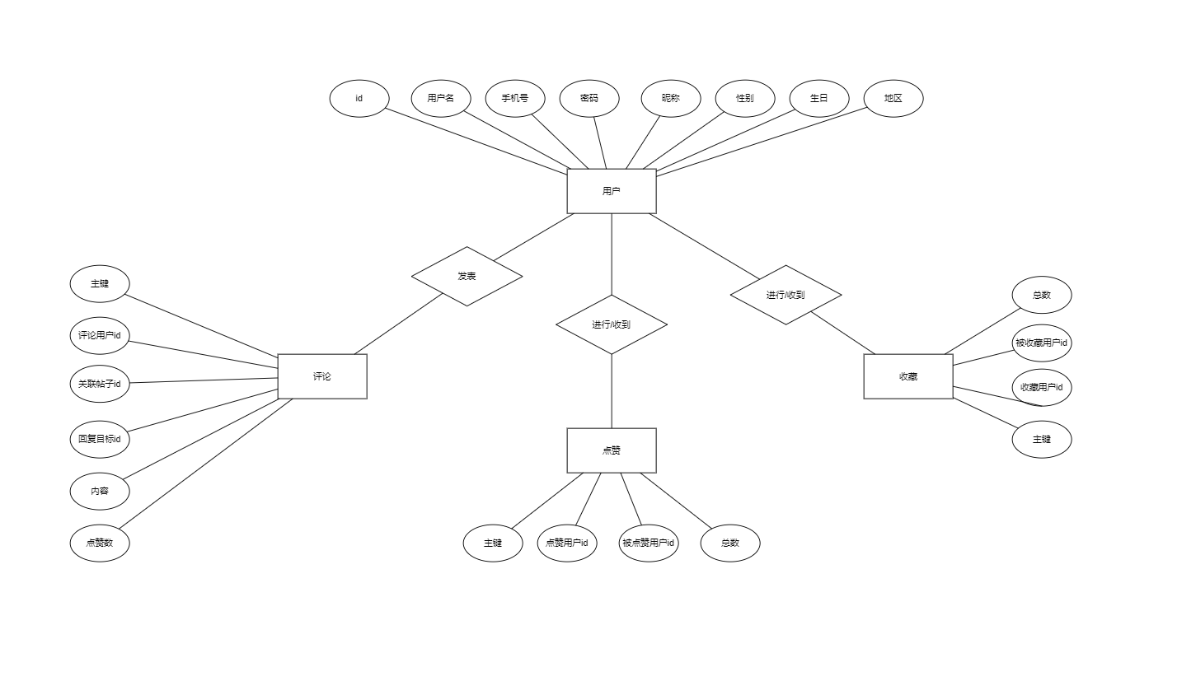 id
用户名
手机号
密码
昵称
性别
生日
地区
用户
发表
进行/收到
进行/收到
主键
评论用户id
关联帖子id
回复目标id
内容
点赞数
评论
点赞
主键
点赞用户id
被点赞用户id
总数
收藏
总数
被收藏用户id
收藏用户id
主键